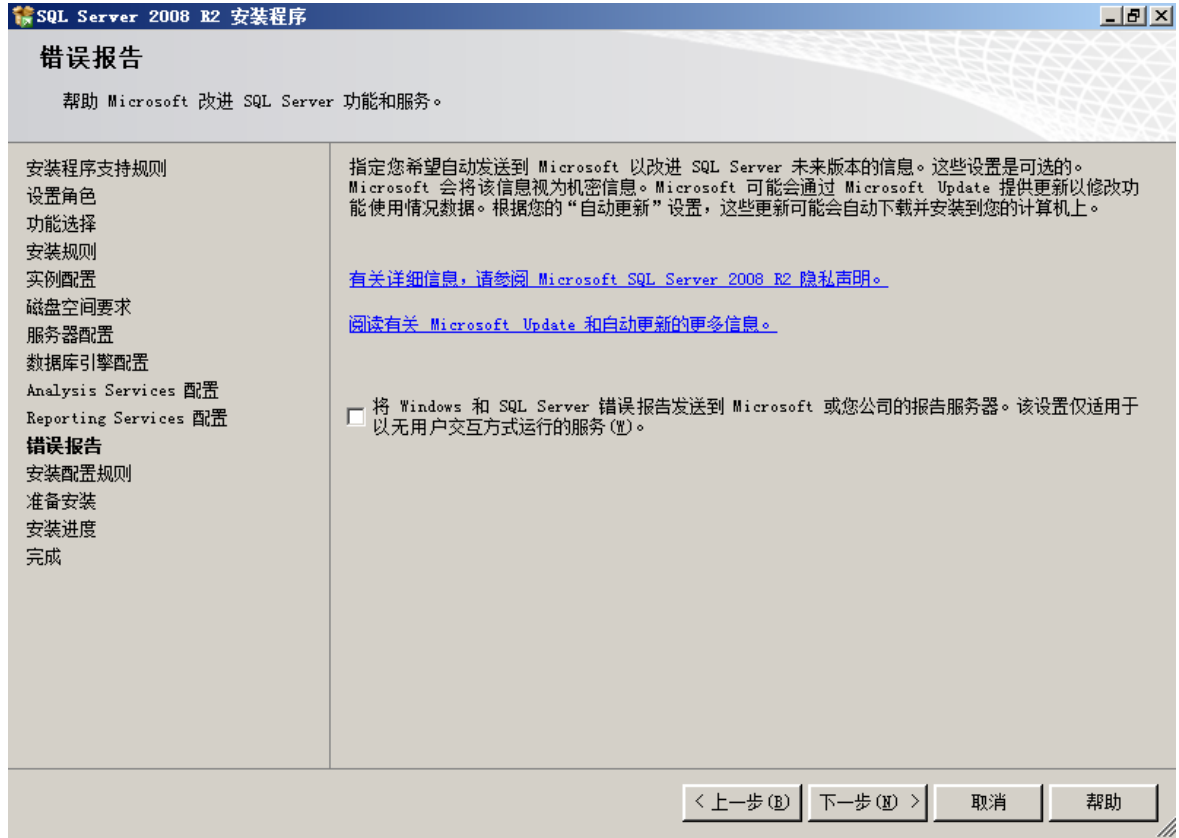 SQL Server 2008 R2 安装程序
错误报告
帮助 Microsoft 改进 SQL Server 功能和服务。
安装程序支持规则
设置角色
功能选择
安装规则
实例配置
磁盘空间要求
服务器配置
数据库引擎配置
Analysis Services 配置
Reporting Services 配置
错误报告
安装配置规则
准备安装
安装进度
完成
指定您希望自动发送到 Microsoft 以改进 SQL Server 未来版本的信息。这些设置是可选的。
Microsoft 会将该信息视为机密信息。Microsoft 可能会通过 Microsoft Update 提供更新以修改功
能使用情况数据。根据您的“自动更新”设置，这些更新可能会自动下载并安装到您的计算机上。
有关详细信息，请参阅 Microsoft SQL Server 2008 R2 隐私声明。
阅读有关 Microsoft Update 和自动更新的更多信息。
将 Windows 和 SQL Server 错误报告发送到 Microsoft 或您公司的报告服务器。该设置仅适用于
以无用户交互方式运行的服务(W)。
< 上一步(B)
下一步(N) >
取消
帮助